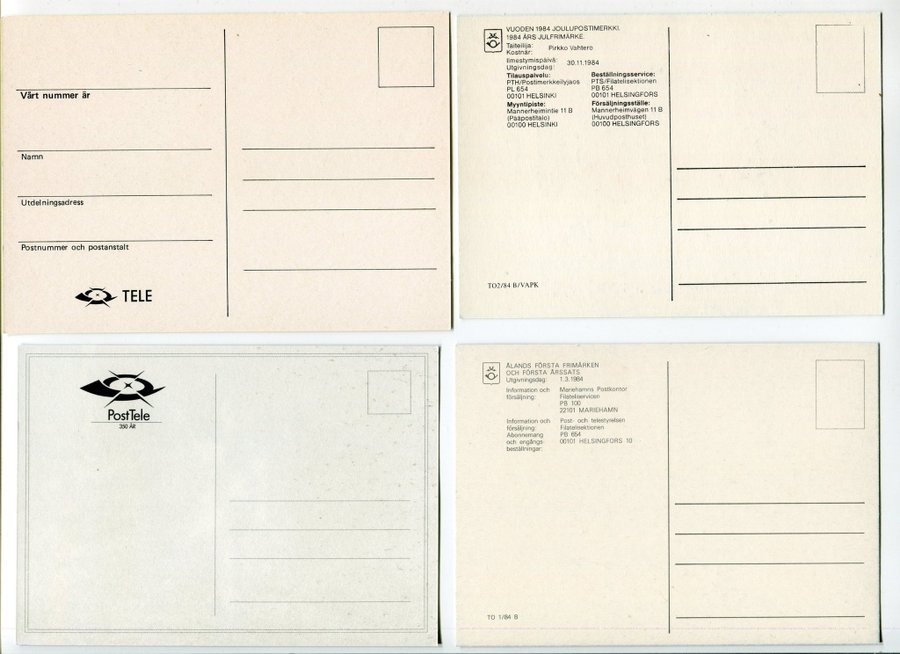 Vårt nummer är
Namn
Utdelningsadress
Postnummer och postanstalt
TELE
VUODEN 1984 JOULUPOSTIMERKKI.
1984 ÅRS JULFRIMÄRKE.
Taiteilija: Pirkko Vahtero
Kostnär:
Ilmestymispäivä: 30.11.1984
Utgivningsdag:
Tilauspalvelu:
PTH/Postimerkkeilyjaos
PL 654
00101 HELSINKI
Myyntipiste:
Mannerheimintie 11 B
(Pääpostitalo)
00100 HELSINKI
Beställningsservice:
PTS/Filatelisektionen
PB 654
00101 HELSINGFORS
Försäljningsställe:
Mannerheimvägen 11 B
(Huvudposthuset)
00100 HELSINGFORS
TO2/84 B/VAPK
PostTele
350 ÅR
ÅLANDS FÖRSTA FRIMÄRKEN
OCH FÖRSTA ÅRSSATS
Utgivningsdag: 1.3.1984
Information och Mariehamns Postkontor
försäljning: Filateliservicen
PB 100
22101 MARIEHAMN
Information och Post- och telestyrelsen
försäljning: Filatelisektionen
Abonnemang PB 654
och engångs- 00101 HELSINGFORS 10
beställningar:
TO 1/84 B